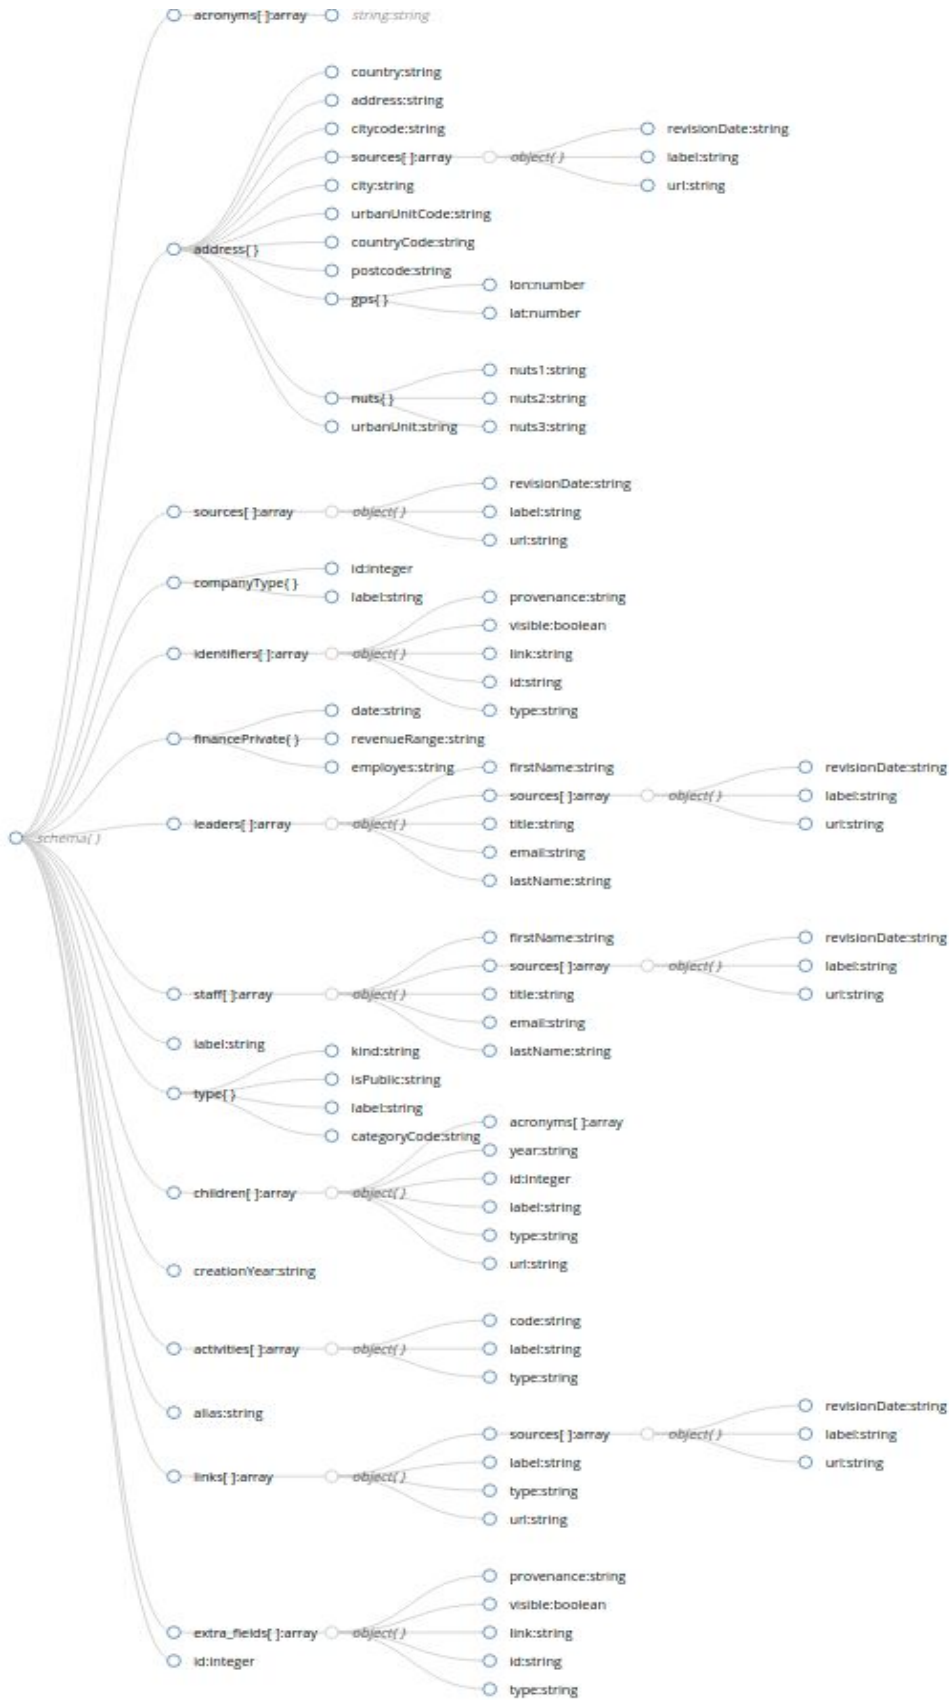 acronyms[ ]:array
string:string
country:string
address:string
citycode:string
revisionDate:string
sources[ ]:array
object{ }
label:string
city:string
url:string
urbanUnitCode:string
countryCode:string
address{ }
postcode:string
lon:number
gps{ }
lat:number
nuts1:string
nuts{ }
nuts2:string
urbanUnit:string
nuts3:string
revisionDate:string
sources[ ]:array
object{ }
label:string
url:string
id:integer
companyType{ }
label:string
provenance:string
visible:boolean
identifiers[ ]:array
object{ }
link:string
id:string
date:string
type:string
financePrivate{ }
revenueRange:string
employes:string
firstName:string
revisionDate:string
sources[ ]:array
object{ }
label:string
leaders[ ]:array
object{ }
title:string
url:string
schema{ }
email:string
lastName:string
firstName:string
revisionDate:string
sources[ ]:array
object{ }
label:string
staff[ ]:array
object{ }
title:string
url:string
email:string
label:string
kind:string
lastName:string
isPublic:string
type{ }
label:string
acronyms[ ]:array
categoryCode:string
year:string
id:integer
children[ ]:array
object{ }
label:string
type:string
url:string
creationYear:string
code:string
activities[ ]:array
object{ }
label:string
type:string
revisionDate:string
alias:string
sources[ ]:array
object{ }
label:string
label:string
url:string
links[ ]:array
object{ }
type:string
url:string
provenance:string
visible:boolean
extra_fields[ ]:array
object{ }
link:string
id:integer
id:string
type:string